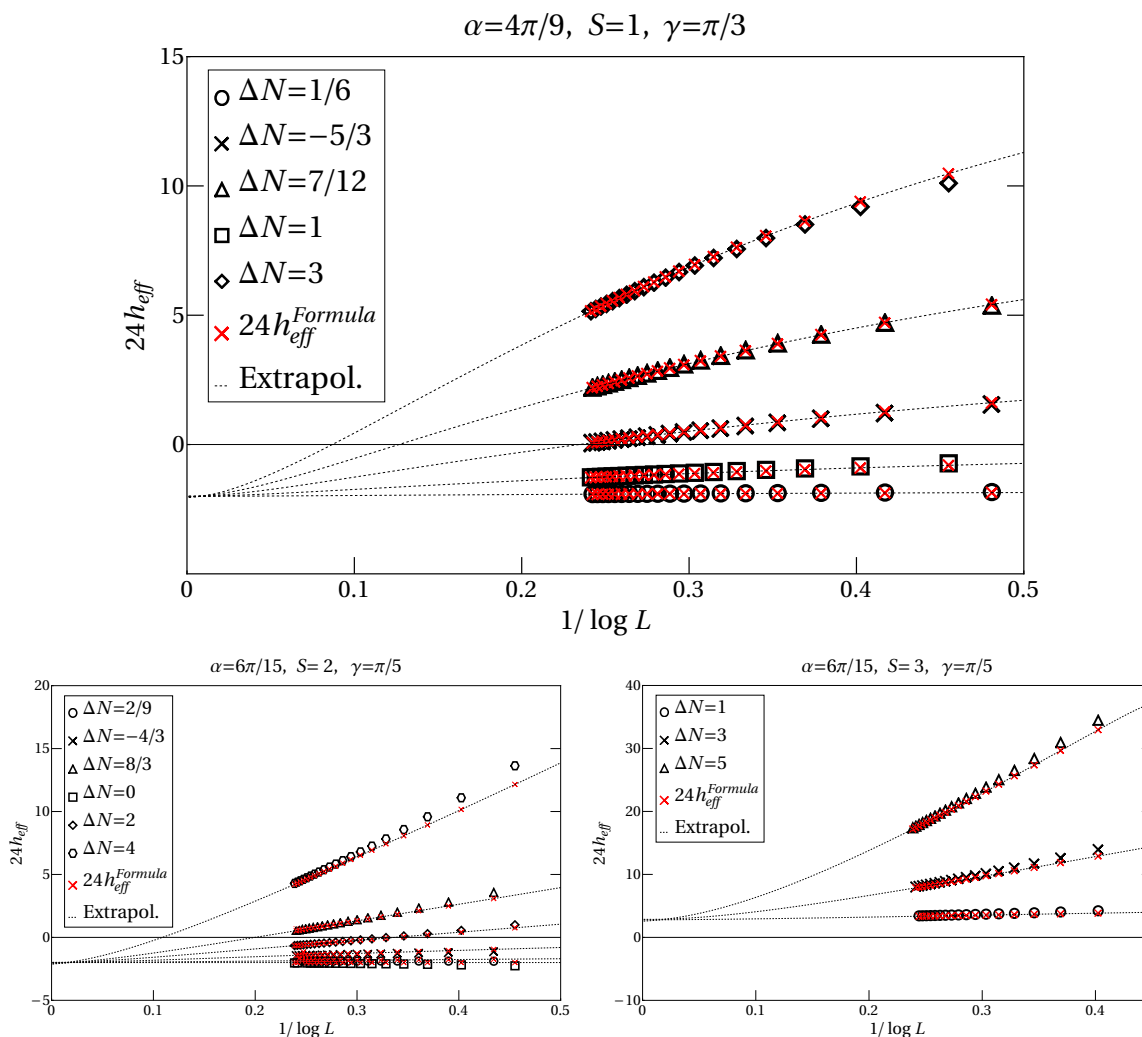 α=4π/9, S=1, γ=π/3
15
10
5
0
24h_eff
ΔN=1/6
ΔN=−5/3
ΔN=7/12
ΔN=1
ΔN=3
24h_eff^Formula
Extrapol.
0 0.1 0.2 0.3 0.4 0.5
1/ log L
α=6π/15, S= 2, γ=π/5
20
15
10
5
0
−5
24h_eff
ΔN=2/9
ΔN=−4/3
ΔN=8/3
ΔN=0
ΔN=2
ΔN=4
24h_eff^Formula
Extrapol.
0 0.1 0.2 0.3 0.4 0.5
1/ log L
α=6π/15, S= 3, γ=π/5
40
30
20
10
0
−10
24h_eff
ΔN=1
ΔN=3
ΔN=5
24h_eff^Formula
Extrapol.
0 0.1 0.2 0.3 0.4
1/ log L